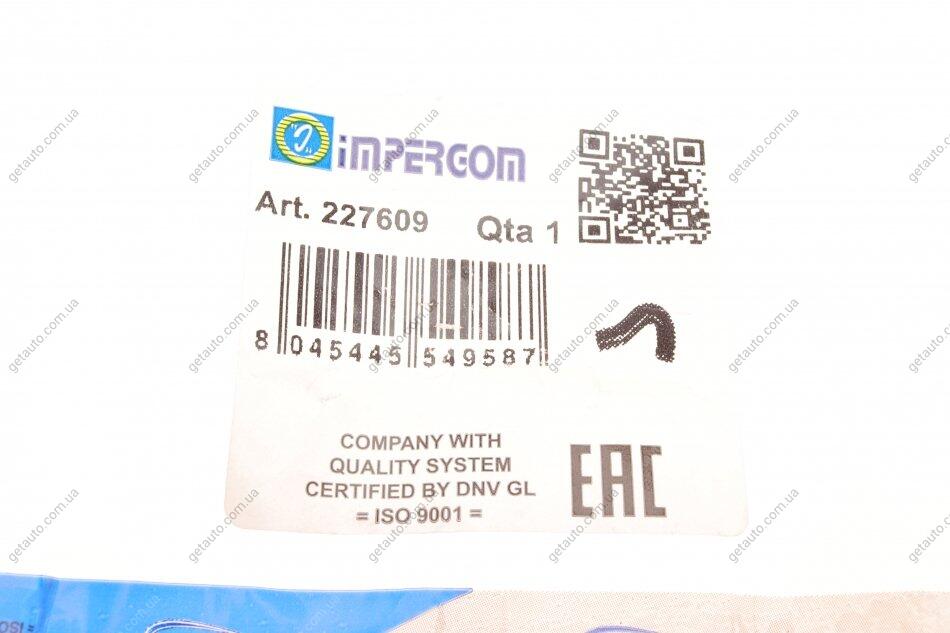 IMPERGOM
Art. 227609 Qta 1
8 045445 549587
COMPANY WITH
QUALITY SYSTEM
CERTIFIED BY DNV GL
= ISO 9001 =
EAC
getauto.com.ua